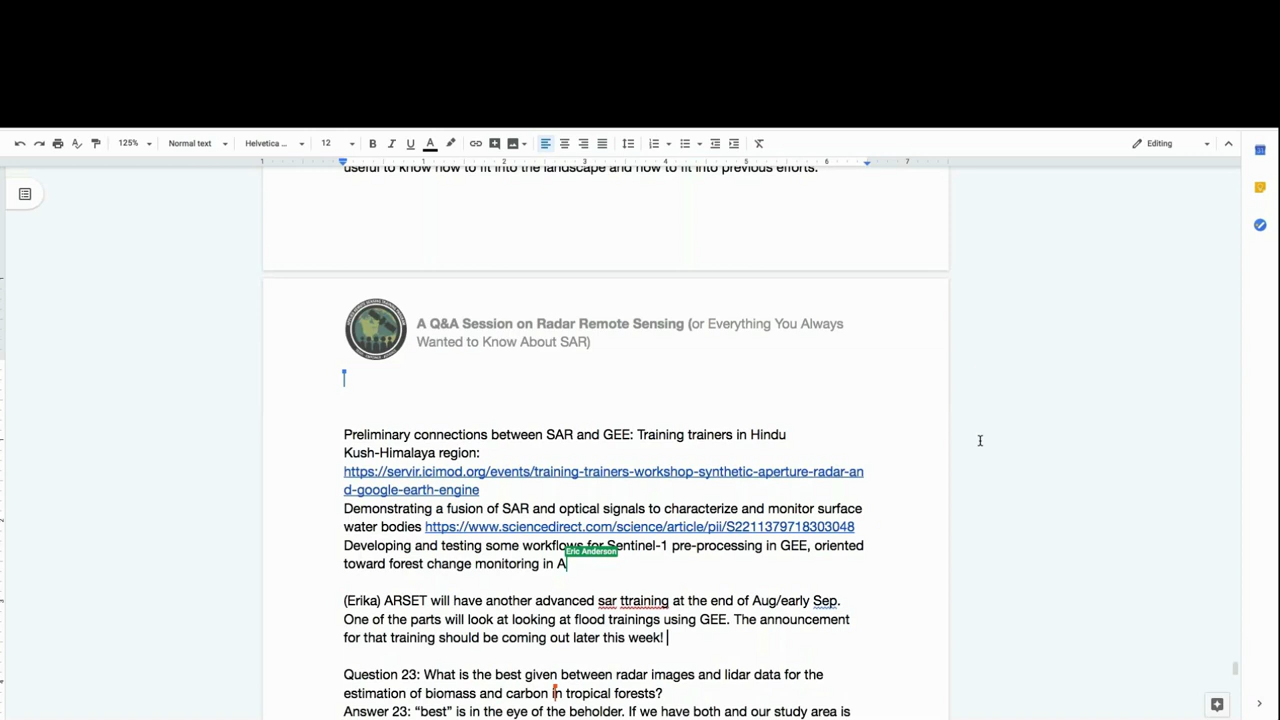 125%
Normal text
Helvetica ...
12
B I U A
Editing
1 1 2 3 4 5 6 7
useful to know how to fit into the landscape and how to fit into previous efforts.
A Q&A Session on Radar Remote Sensing (or Everything You Always
Wanted to Know About SAR)
Preliminary connections between SAR and GEE: Training trainers in Hindu
Kush-Himalaya region:
https://servir.icimod.org/events/training-trainers-workshop-synthetic-aperture-radar-an
d-google-earth-engine
Demonstrating a fusion of SAR and optical signals to characterize and monitor surface
water bodies https://www.sciencedirect.com/science/article/pii/S2211379718303048
Developing and testing some workflows for Sentinel-1 pre-processing in GEE, oriented
Eric Anderson
toward forest change monitoring in A
(Erika) ARSET will have another advanced sar ttraining at the end of Aug/early Sep.
One of the parts will look at looking at flood trainings using GEE. The announcement
for that training should be coming out later this week!
Question 23: What is the best given between radar images and lidar data for the
estimation of biomass and carbon in tropical forests?
Answer 23: “best” is in the eye of the beholder. If we have both and our study area is